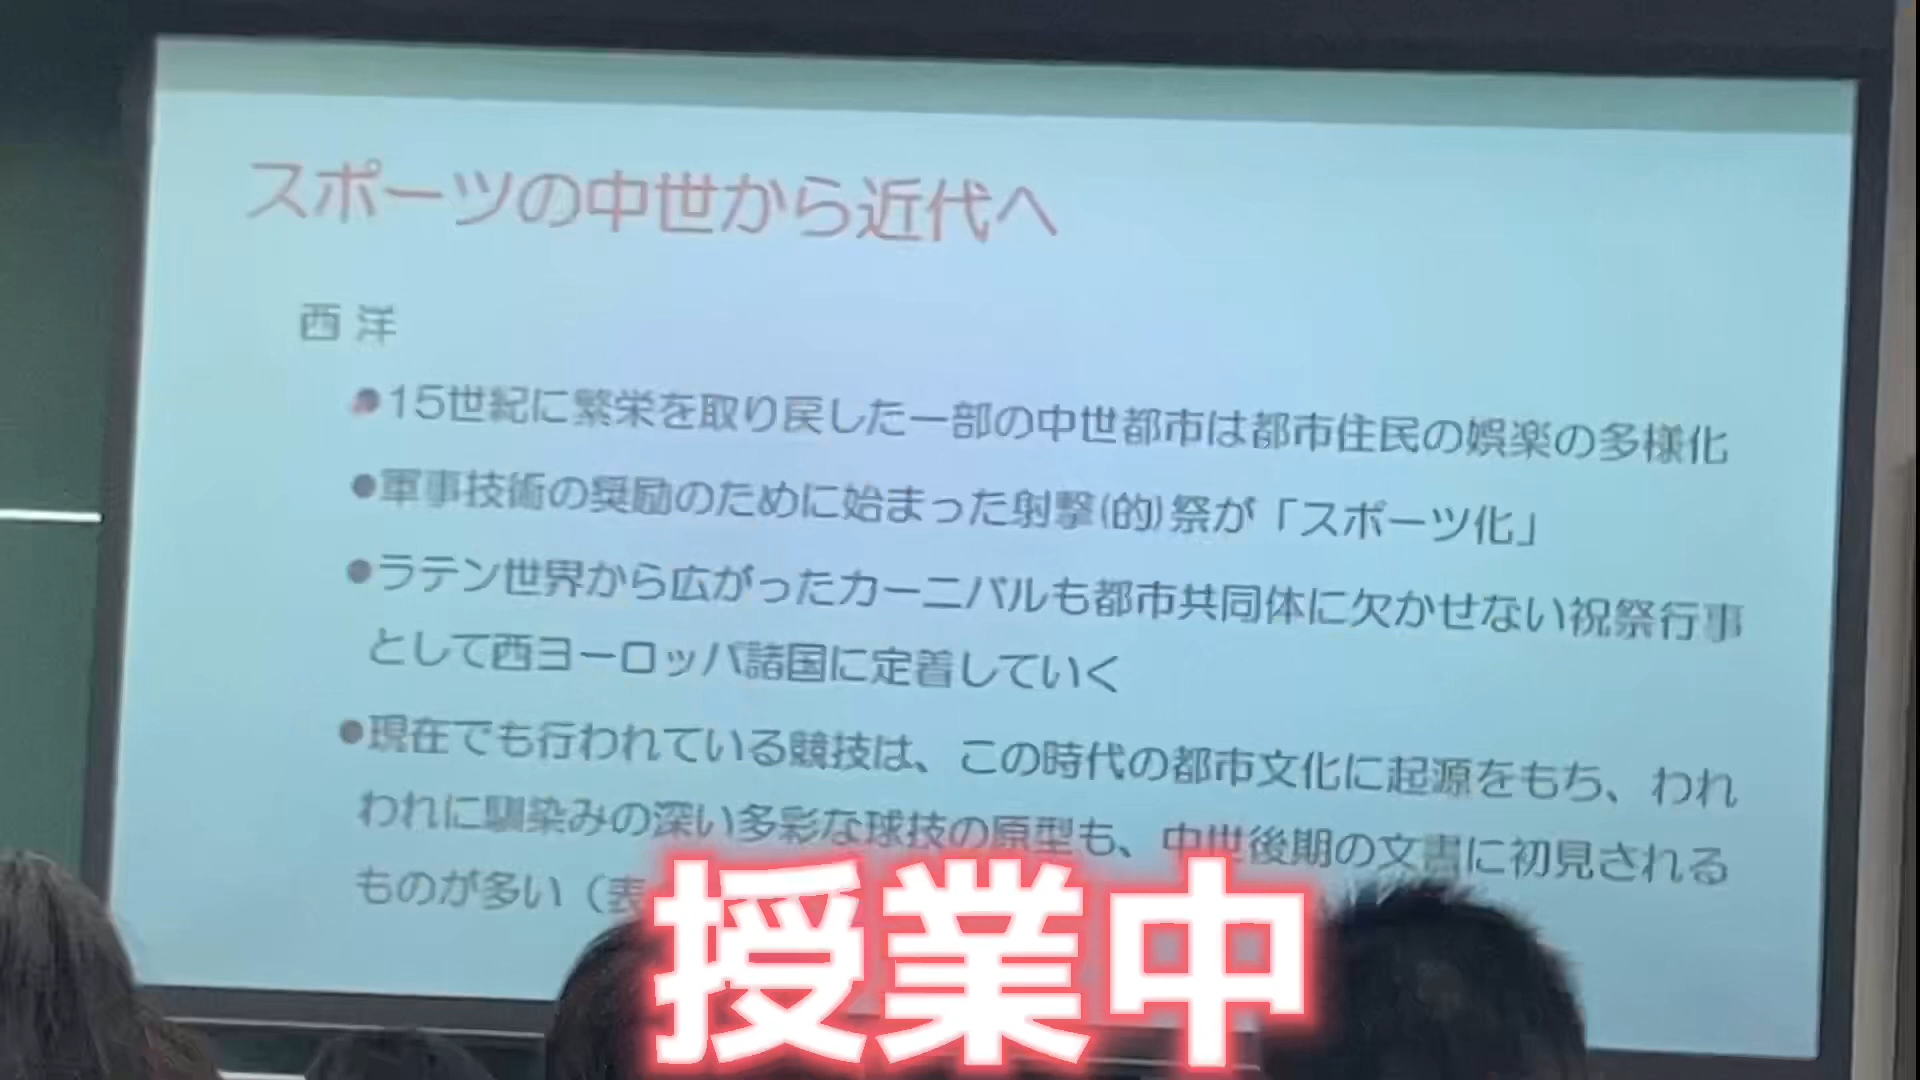 スポーツの中世から近代へ
西洋
●15世紀に繁栄を取り戻した一部の中世都市は都市住民の娯楽の多様化
●軍事技術の奨励のために始まった射撃(的)祭が「スポーツ化」
●ラテン世界から広がったカーニバルも都市共同体に欠かせない祝祭行事
として西ヨーロッパ諸国に定着していく
●現在でも行われている競技は、この時代の都市文化に起源をもち、われ
われに馴染みの深い多彩な球技の原型も、中世後期の文書に初見される
ものが多い（表
授業中